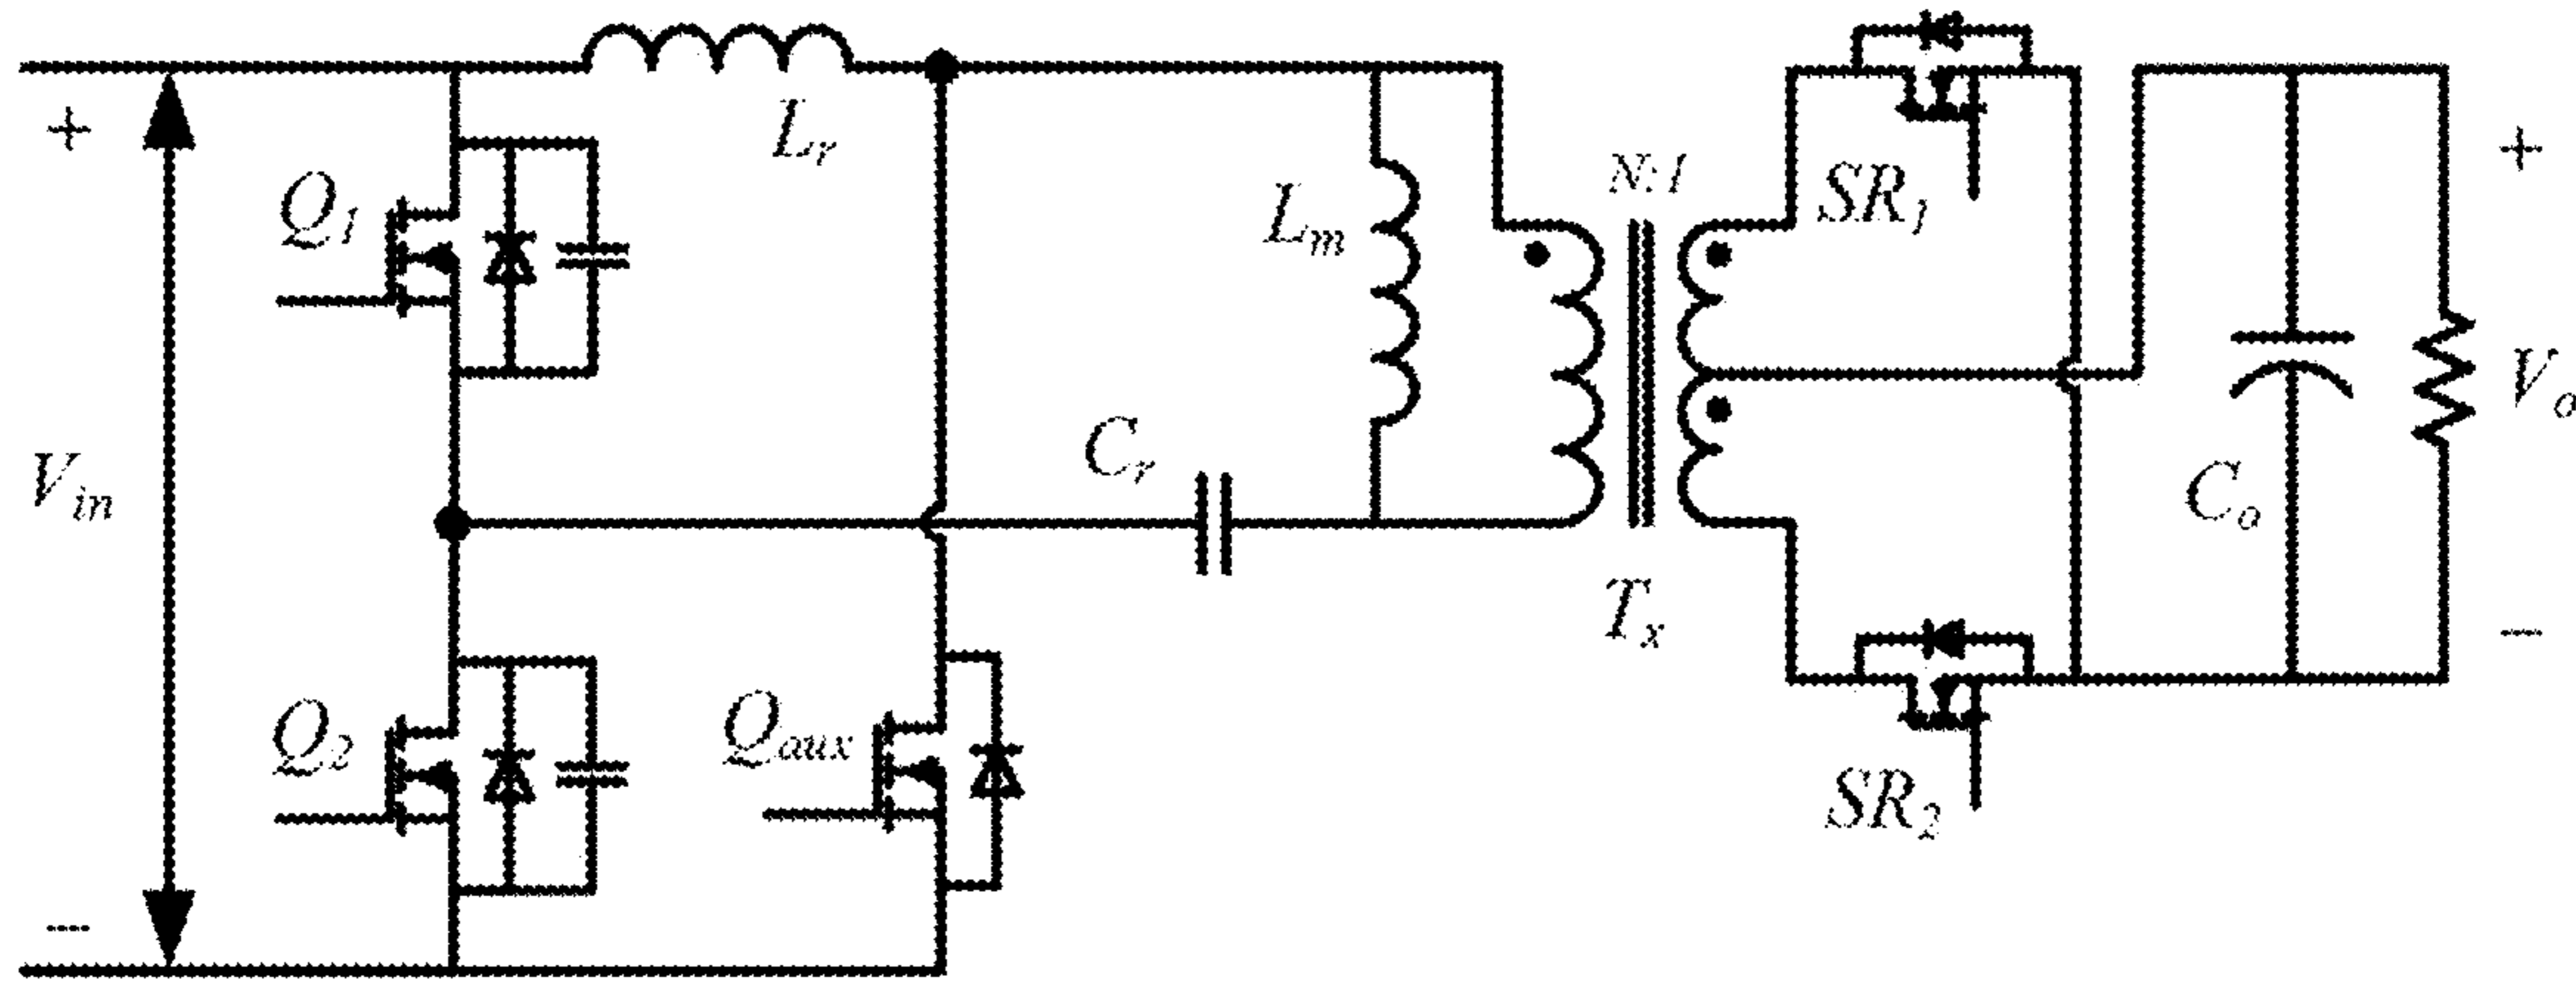 +
Vin
−
Q1
Q2
Lr
Qaux
Cr
Lm
N:1
Tx
SR1
SR2
Co
+
Vo
−